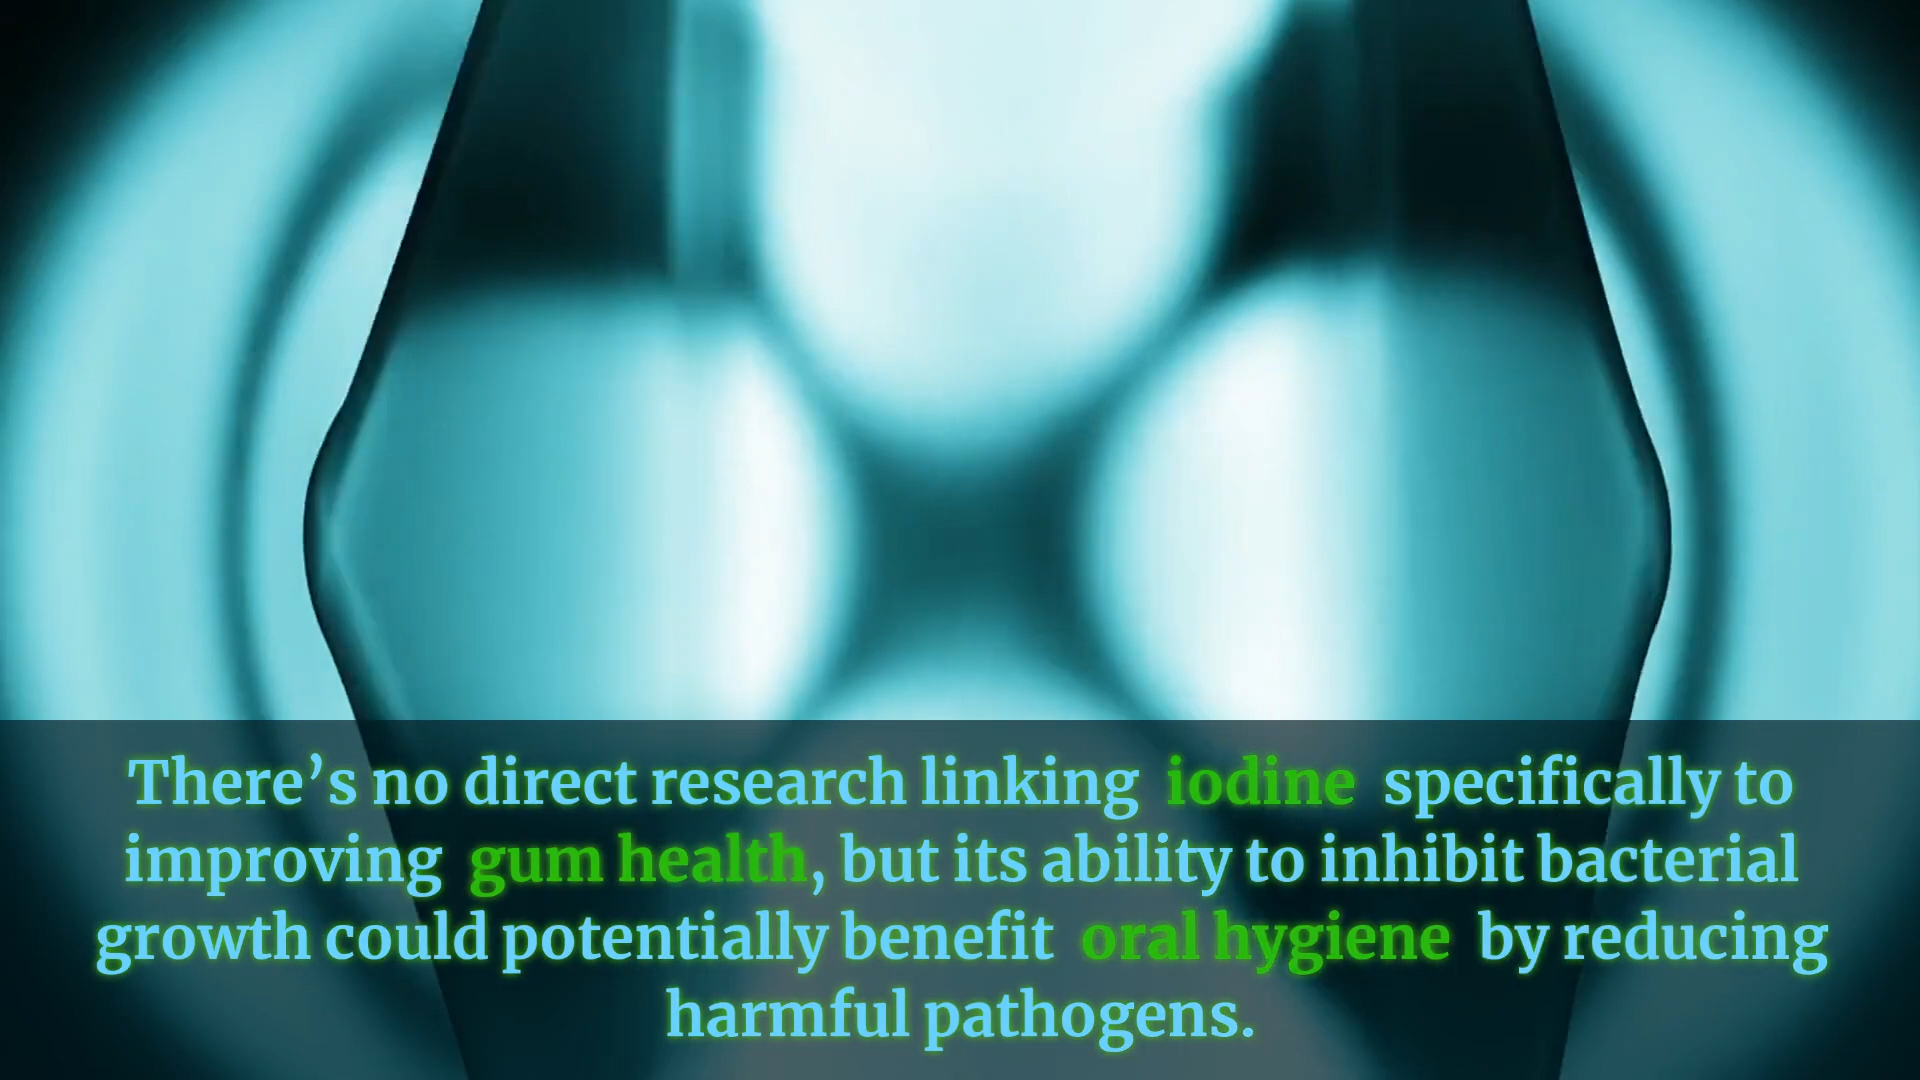 There’s no direct research linking iodine specifically to
improving gum health, but its ability to inhibit bacterial
growth could potentially benefit oral hygiene by reducing
harmful pathogens.